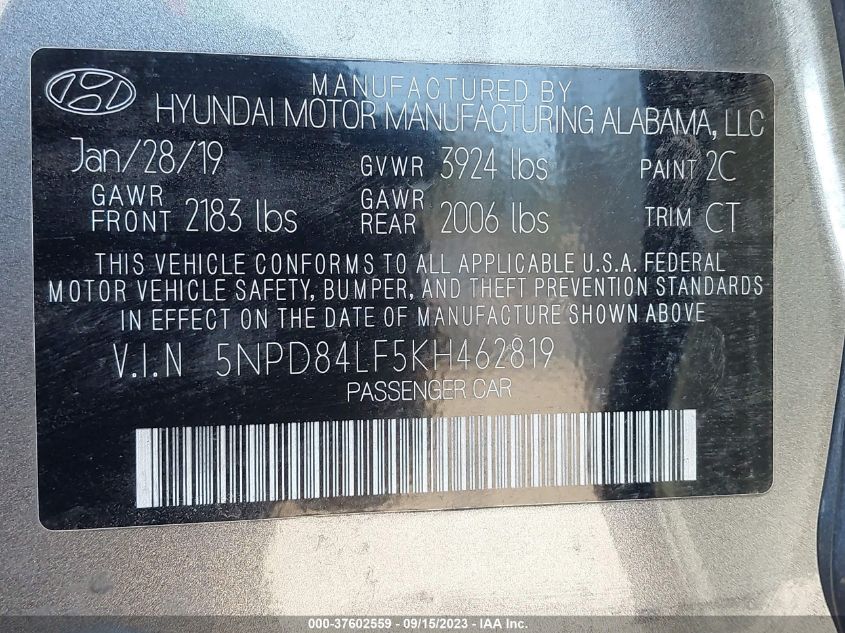 MANUFACTURED BY
HYUNDAI MOTOR MANUFACTURING ALABAMA, LLC
Jan/28/19 GVWR 3924 lbs PAINT 2C
GAWR FRONT 2183 lbs GAWR REAR 2006 lbs TRIM CT
THIS VEHICLE CONFORMS TO ALL APPLICABLE U.S.A. FEDERAL
MOTOR VEHICLE SAFETY, BUMPER, AND THEFT PREVENTION STANDARDS
IN EFFECT ON THE DATE OF MANUFACTURE SHOWN ABOVE
V.I.N 5NPD84LF5KH462819
PASSENGER CAR
000-37602559 - 09/15/2023 - IAAI, Inc.